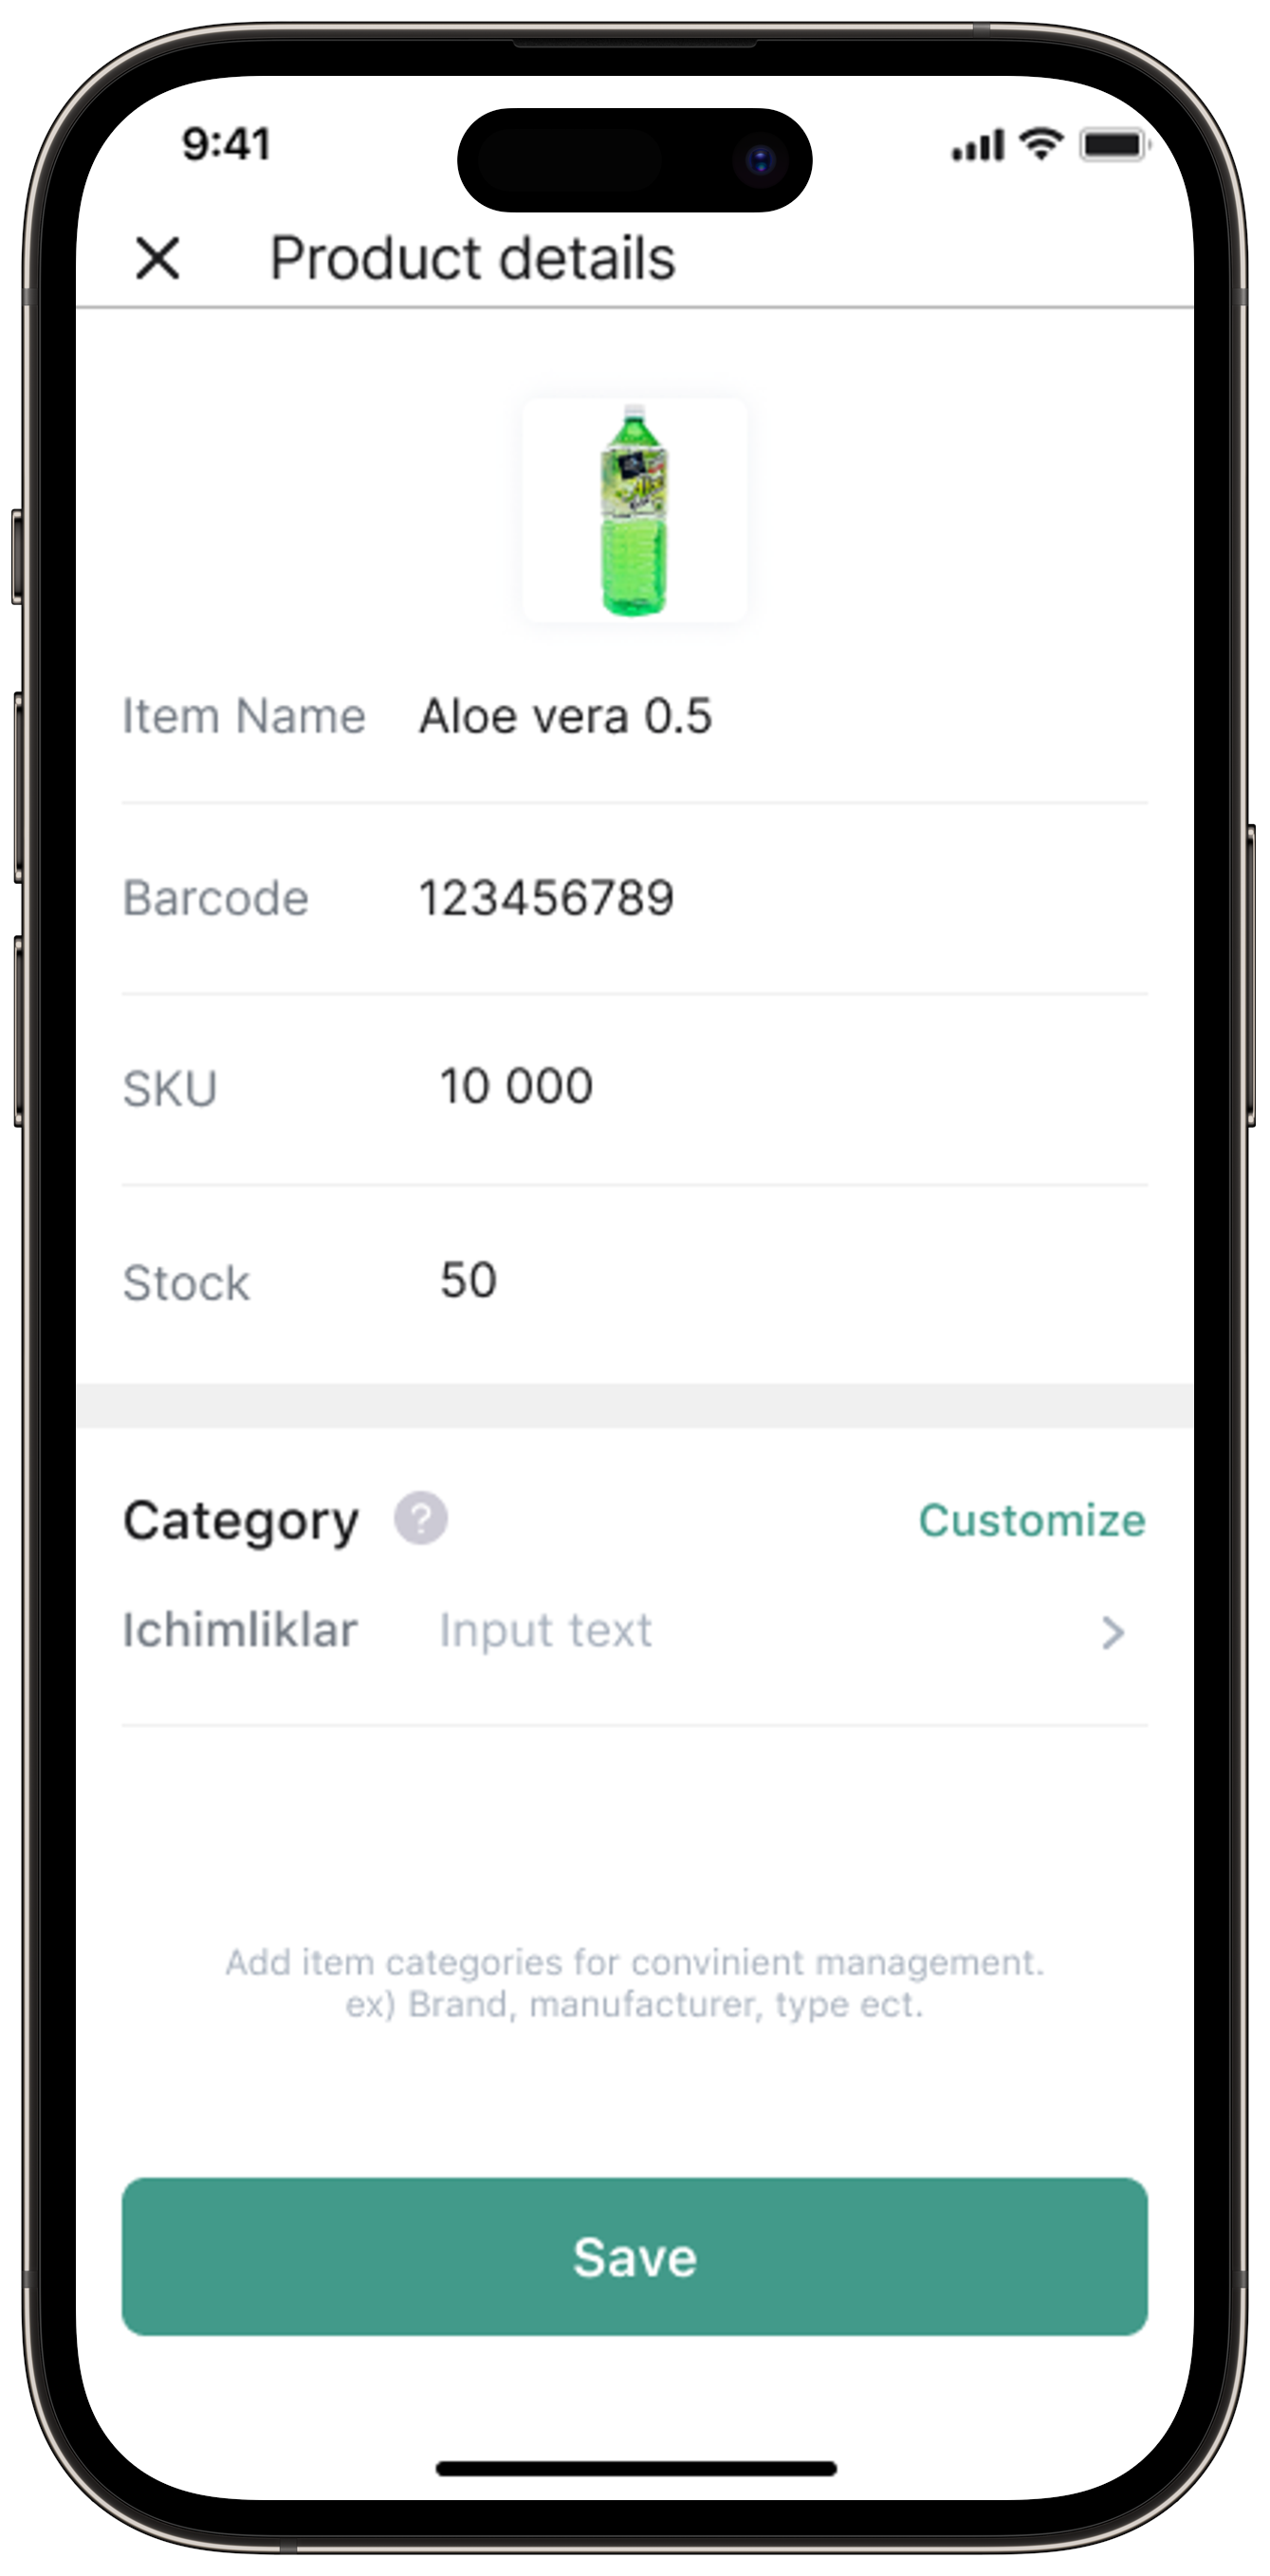 9:41
Product details
Item Name Aloe vera 0.5
Barcode 123456789
SKU 10 000
Stock 50
Category ? Customize
Ichimliklar Input text
Add item categories for convinient management.
ex) Brand, manufacturer, type ect.
Save